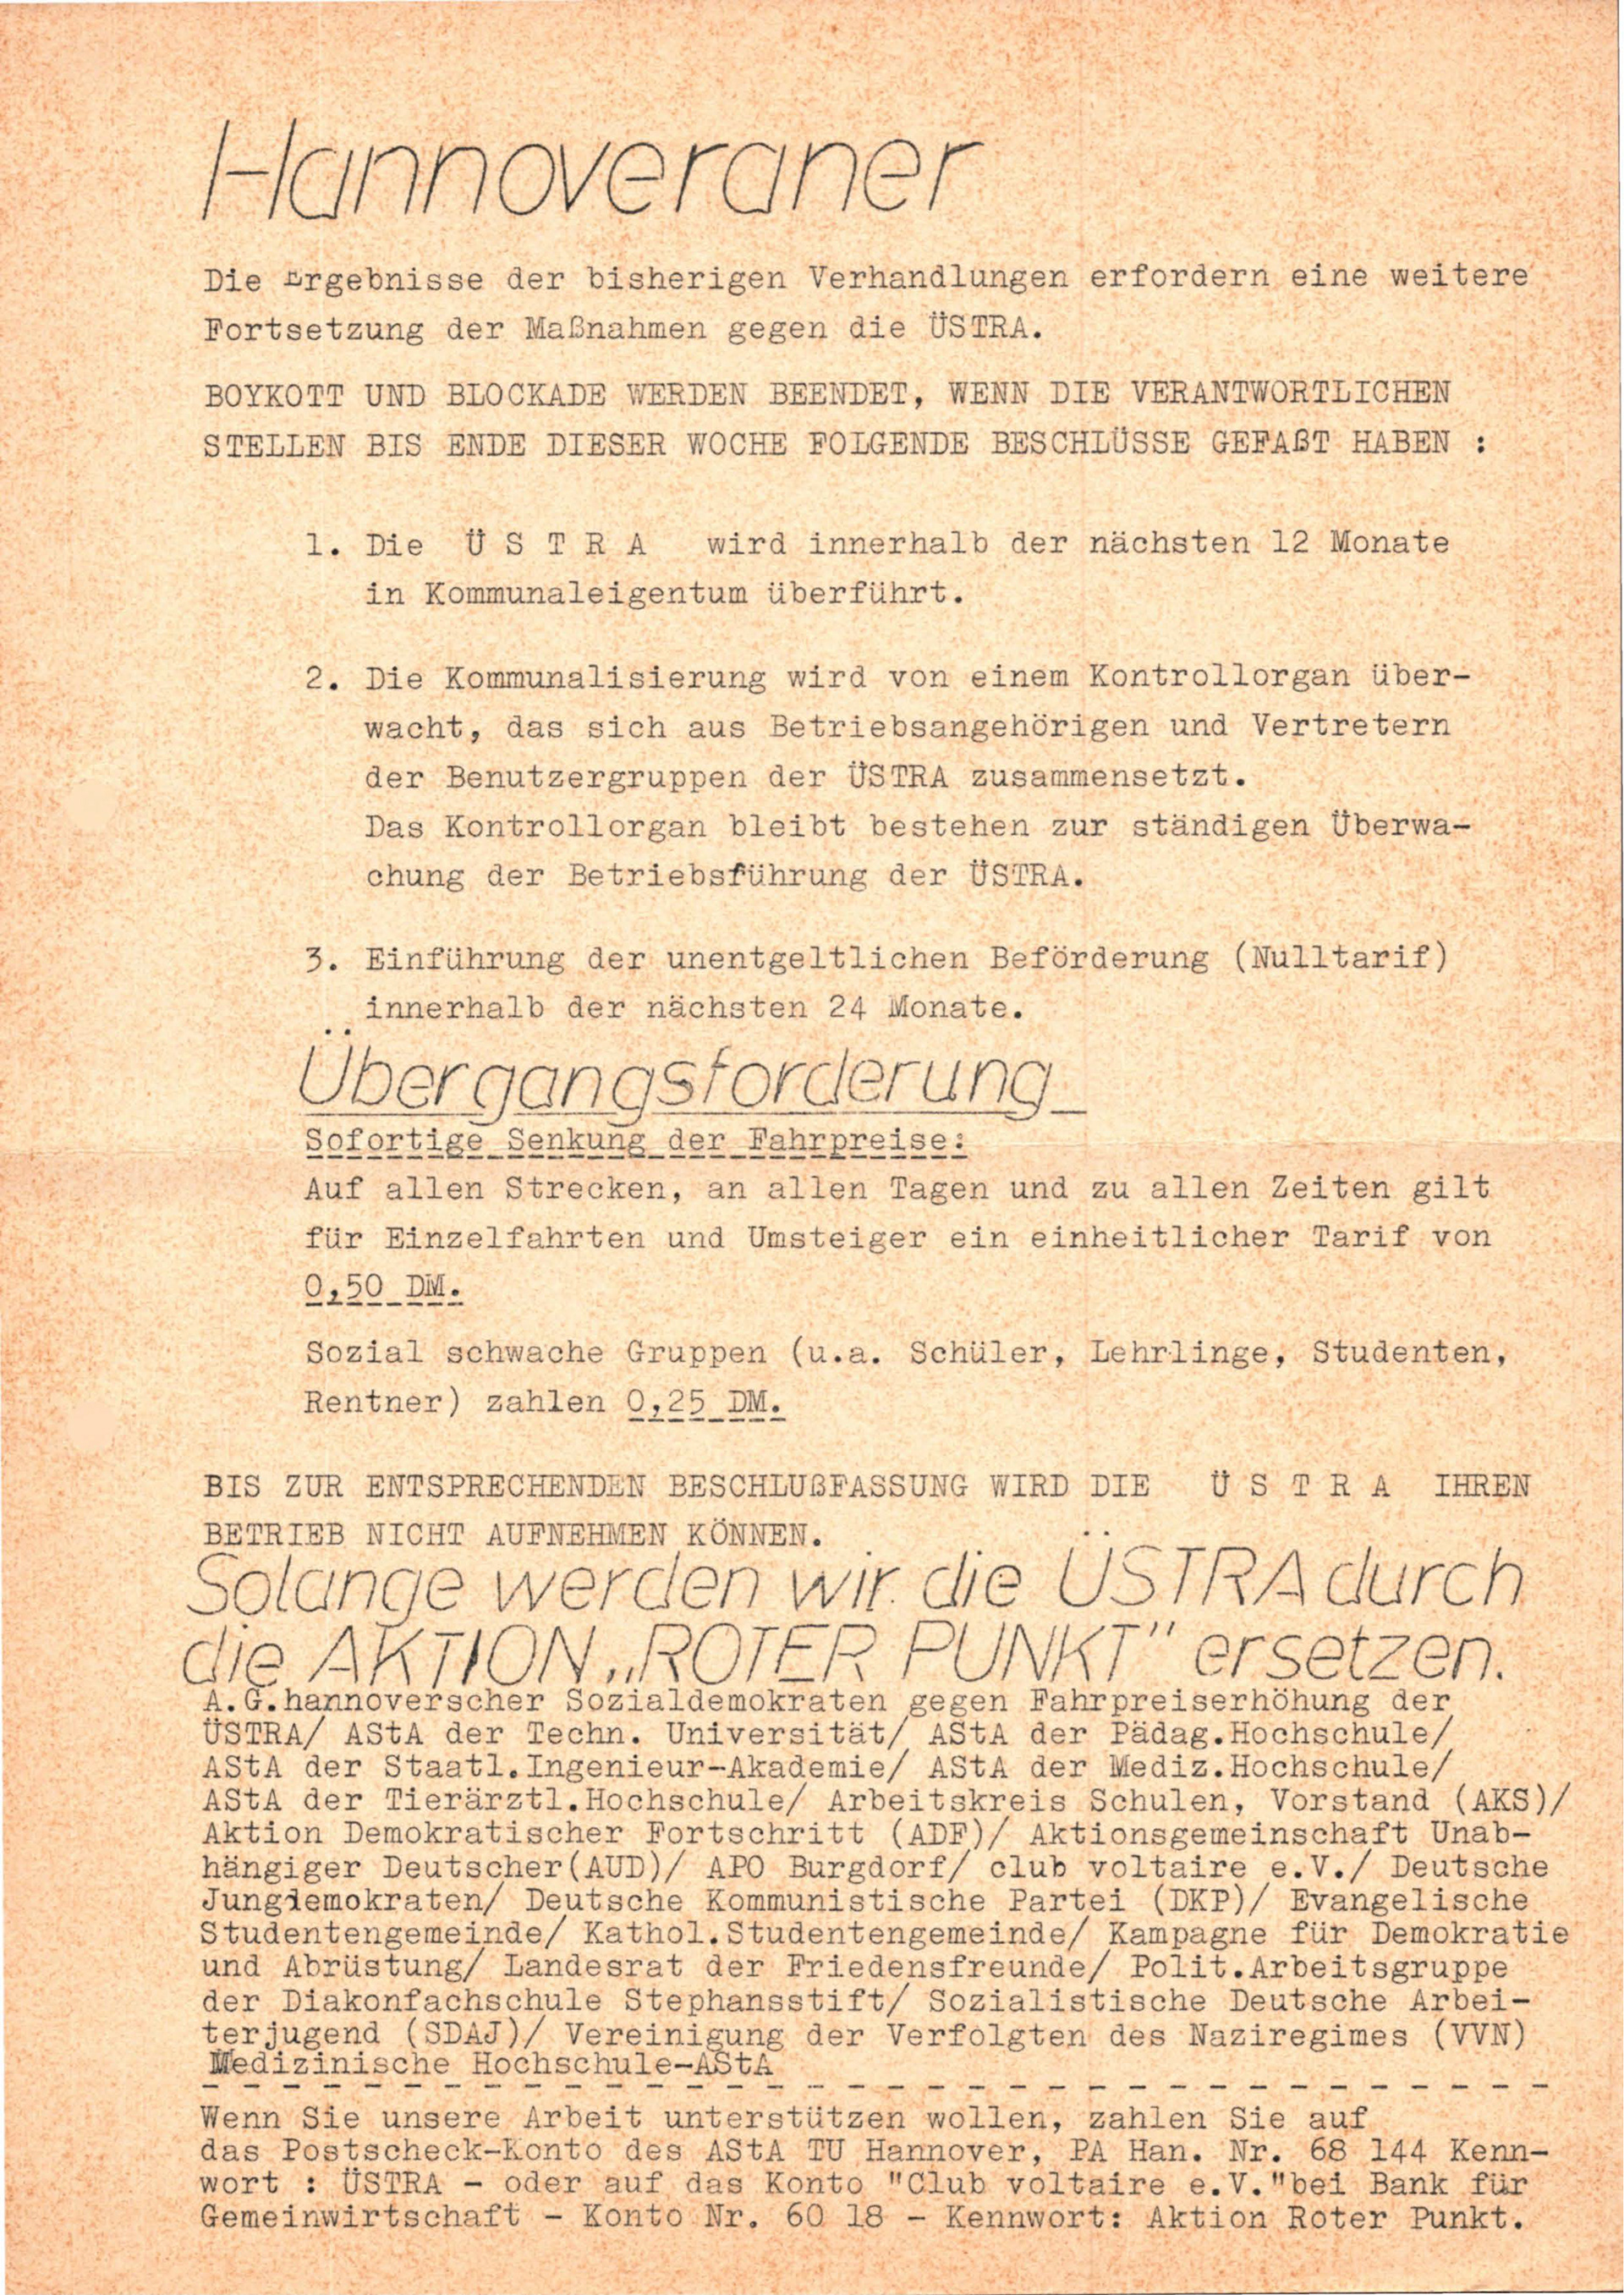 Hannoveraner
Die Ergebnisse der bisherigen Verhandlungen erfordern eine weitere
Fortsetzung der Maßnahmen gegen die ÜSTRA.
BOYKOTT UND BLOCKADE WERDEN BEENDET, WENN DIE VERANTWORTLICHEN
STELLEN BIS ENDE DIESER WOCHE FOLGENDE BESCHLÜSSE GEFAßT HABEN :
1. Die Ü S T R A wird innerhalb der nächsten 12 Monate
in Kommunaleigentum überführt.
2. Die Kommunalisierung wird von einem Kontrollorgan über-
wacht, das sich aus Betriebsangehörigen und Vertretern
der Benutzergruppen der ÜSTRA zusammensetzt.
Das Kontrollorgan bleibt bestehen zur ständigen Überwa-
chung der Betriebsführung der ÜSTRA.
3. Einführung der unentgeltlichen Beförderung (Nulltarif)
innerhalb der nächsten 24 Monate.
Übergangsforderung
Sofortige Senkung der Fahrpreise:
Auf allen Strecken, an allen Tagen und zu allen Zeiten gilt
für Einzelfahrten und Umsteiger ein einheitlicher Tarif von
0,50 DM.
Sozial schwache Gruppen (u.a. Schüler, Lehrlinge, Studenten,
Rentner) zahlen 0,25 DM.
BIS ZUR ENTSPRECHENDEN BESCHLUßFASSUNG WIRD DIE Ü S T R A IHREN
BETRIEB NICHT AUFNEHMEN KÖNNEN.
Solange werden wir die ÜSTRA durch
die AKTION „ROTER PUNKT" ersetzen.
A.G.hannoverscher Sozialdemokraten gegen Fahrpreiserhöhung der
ÜSTRA/ AStA der Techn. Universität/ AStA der Pädag.Hochschule/
AStA der Staatl.Ingenieur-Akademie/ AStA der Mediz.Hochschule/
AStA der Tierärztl.Hochschule/ Arbeitskreis Schulen, Vorstand (AKS)/
Aktion Demokratischer Fortschritt (ADF)/ Aktionsgemeinschaft Unab-
hängiger Deutscher(AUD)/ APO Burgdorf/ club voltaire e.V./ Deutsche
Jungdemokraten/ Deutsche Kommunistische Partei (DKP)/ Evangelische
Studentengemeinde/ Kathol.Studentengemeinde/ Kampagne für Demokratie
und Abrüstung/ Landesrat der Friedensfreunde/ Polit.Arbeitsgruppe
der Diakonfachschule Stephansstift/ Sozialistische Deutsche Arbei-
terjugend (SDAJ)/ Vereinigung der Verfolgten des Naziregimes (VVN)
Medizinische Hochschule-AStA
Wenn Sie unsere Arbeit unterstützen wollen, zahlen Sie auf
das Postscheck-Konto des AStA TU Hannover, PA Han. Nr. 68 144 Kenn-
wort : ÜSTRA - oder auf das Konto "Club voltaire e.V."bei Bank für
Gemeinwirtschaft - Konto Nr. 60 18 - Kennwort: Aktion Roter Punkt.